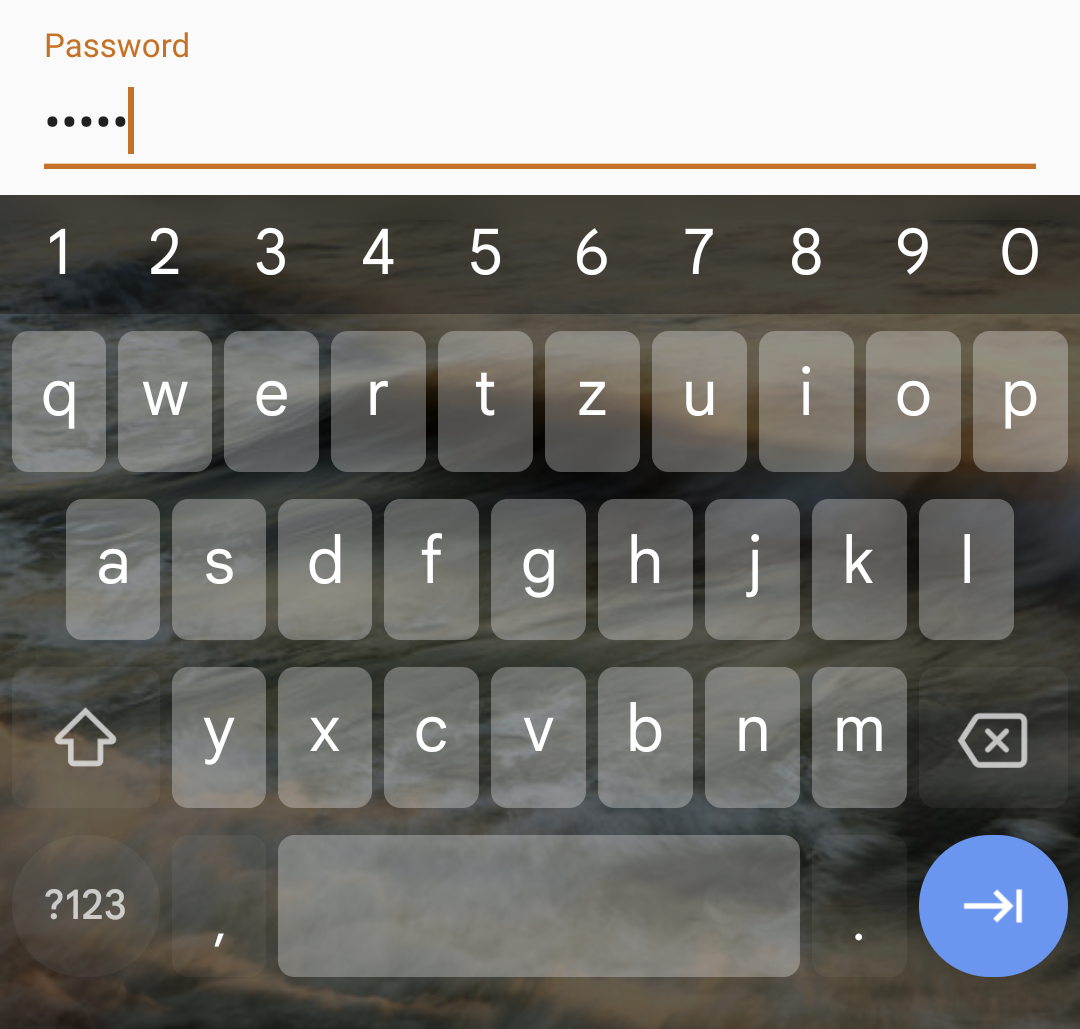 Password
•••••
1 2 3 4 5 6 7 8 9 0
q w e r t z u i o p
a s d f g h j k l
y x c v b n m
?123 , .